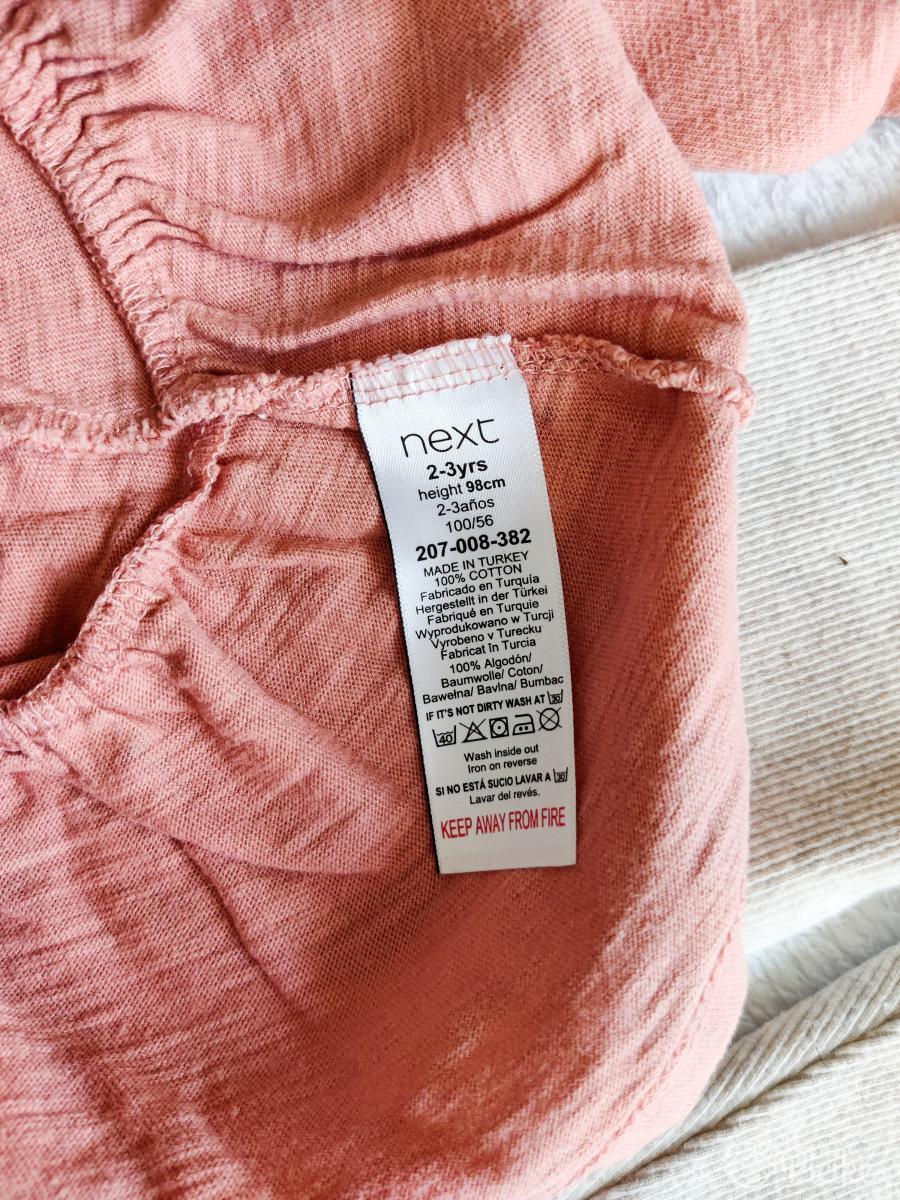 next
2-3yrs
height 98cm
2-3años
100/56
207-008-382
MADE IN TURKEY
100% COTTON
Fabricado en Turquía
Hergestellt in der Türkei
Fabriqué en Turquie
Wyprodukowano w Turcji
Vyrobeno v Turecku
Fabricat în Turcia
100% Algodón/
Baumwolle/ Coton/
Bawełna/ Bavlna/ Bumbac
IF IT'S NOT DIRTY WASH AT 30
40
Wash inside out
Iron on reverse
SI NO ESTÁ SUCIO LAVAR A 30
Lavar del revés.
KEEP AWAY FROM FIRE